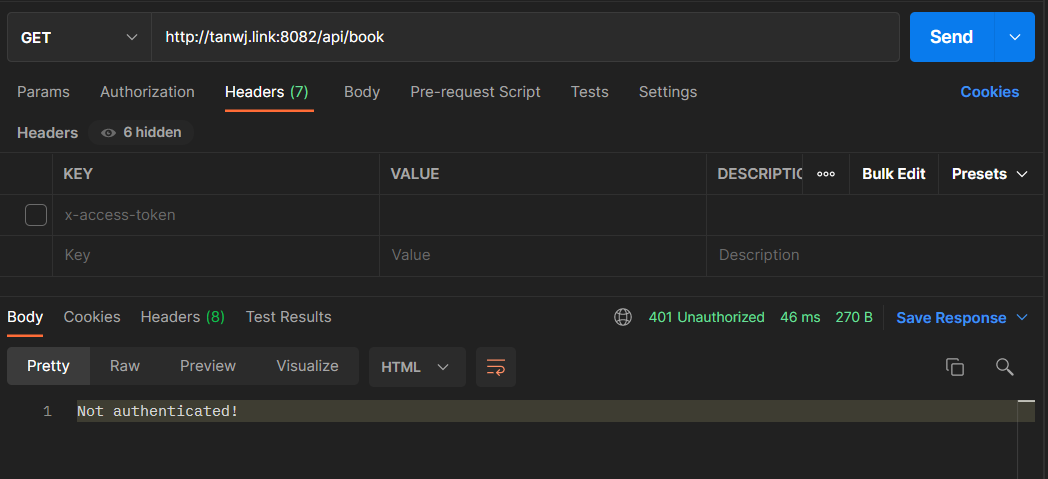 GET http://tanwj.link:8082/api/book Send
Params Authorization Headers (7) Body Pre-request Script Tests Settings Cookies
Headers 6 hidden
KEY VALUE DESCRIPTIC Bulk Edit Presets
x-access-token
Key Value Description
Body Cookies Headers (8) Test Results 401 Unauthorized 46 ms 270 B Save Response
Pretty Raw Preview Visualize HTML
1 Not authenticated!